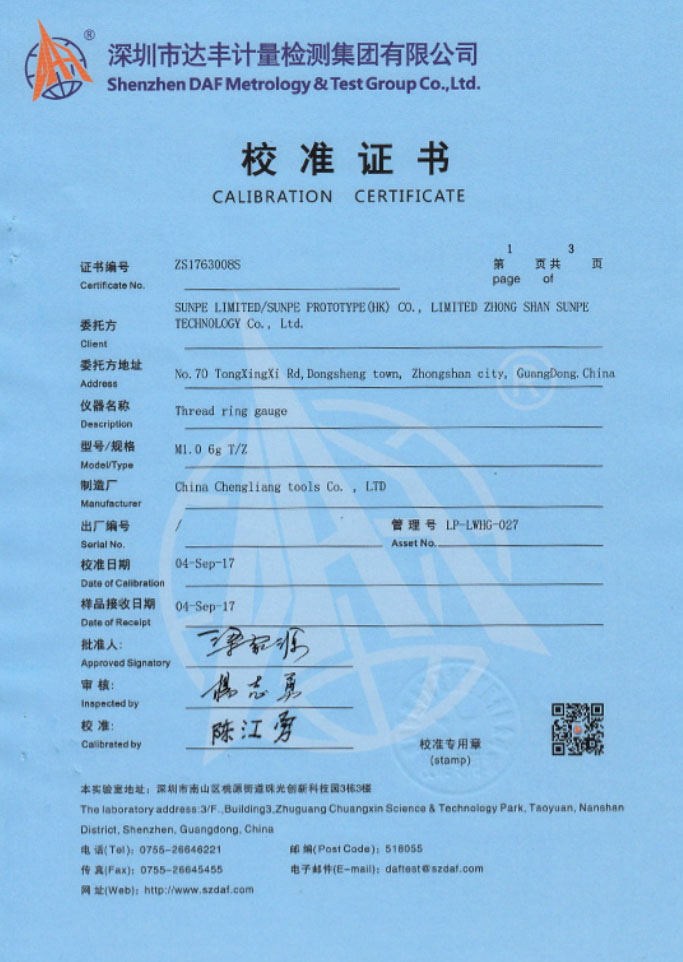 ®
深圳市达丰计量检测集团有限公司
Shenzhen DAF Metrology & Test Group Co.,Ltd.
校准证书
CALIBRATION CERTIFICATE
证书编号 ZS1763008S 第 1 页共 3 页
Certificate No. page of
SUNPE LIMITED/SUNPE PROTOTYPE(HK) CO., LIMITED ZHONG SHAN SUNPE
委托方 TECHNOLOGY Co., Ltd.
Client
委托方地址 No.70 TongXingXi Rd,Dongsheng town, Zhongshan city, GuangDong.China
Address
仪器名称 Thread ring gauge
Description
型号/规格 M1.0 6g T/Z
Model/Type
制造厂 China Chengliang tools Co. , LTD
Manufacturer
出厂编号 / 管理号 LP-LWHG-027
Serial No. Asset No.
校准日期 04-Sep-17
Date of Calibration
样品接收日期 04-Sep-17
Date of Receipt
批准人:
Approved Signatory
审 核: 杨志勇
Inspected by
校 准: 陈江勇
Calibrated by
校准专用章
(stamp)
本实验室地址: 深圳市南山区桃源街道珠光创新科技园3栋3楼
The laboratory address:3/F.,Building3,Zhuguang Chuangxin Science & Technology Park, Taoyuan, Nanshan
District, Shenzhen, Guangdong, China
电 话(Tel): 0755-26646221 邮 编(Post Code): 518055
传 真(Fax): 0755-26645455 电子邮件(E-mail): daftest@szdaf.com
网 址(Web): http://www.szdaf.com